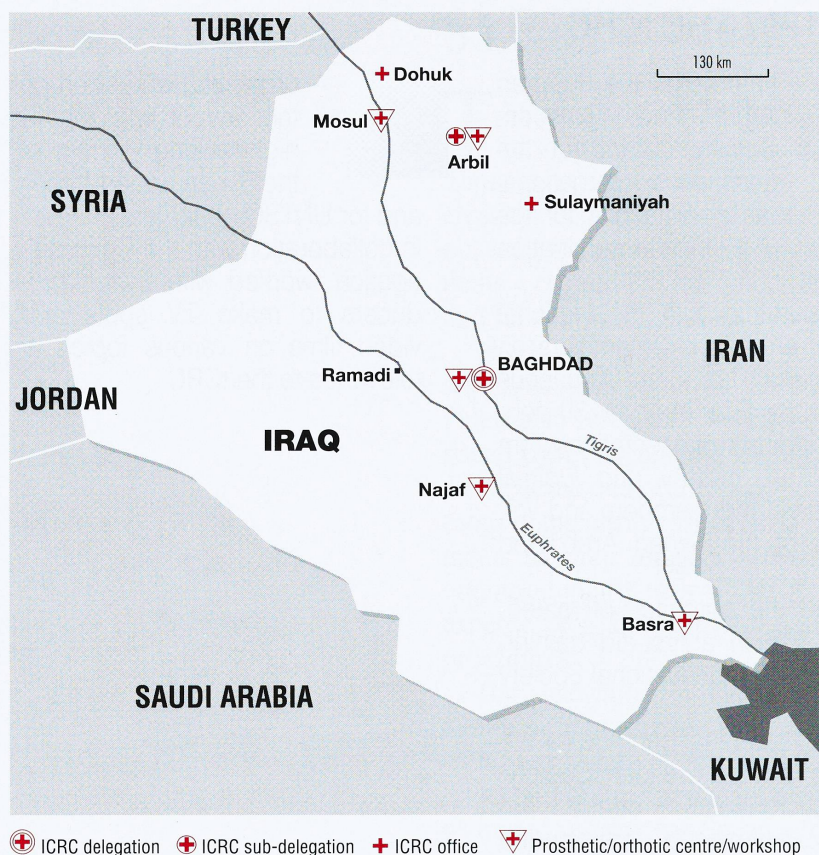 TURKEY
130 km
Dohuk
Mosul
Arbil
SYRIA
Sulaymaniyah
IRAN
BAGHDAD
Ramadi
JORDAN
IRAQ
Tigris
Najaf
Euphrates
Basra
SAUDI ARABIA
KUWAIT
ICRC delegation
ICRC sub-delegation
ICRC office
Prosthetic/orthotic centre/workshop